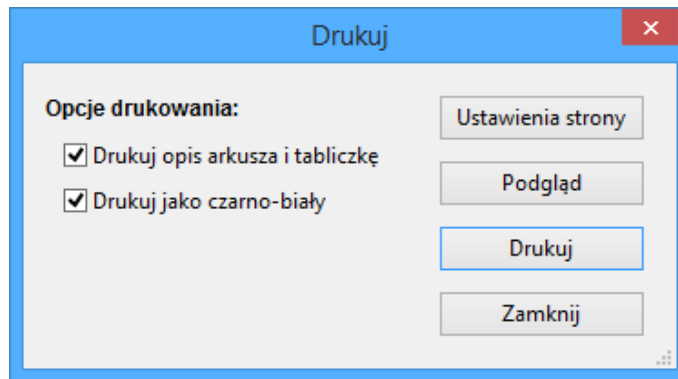 Drukuj
Opcje drukowania:
Drukuj opis arkusza i tabliczkę
Drukuj jako czarno-biały
Ustawienia strony
Podgląd
Drukuj
Zamknij